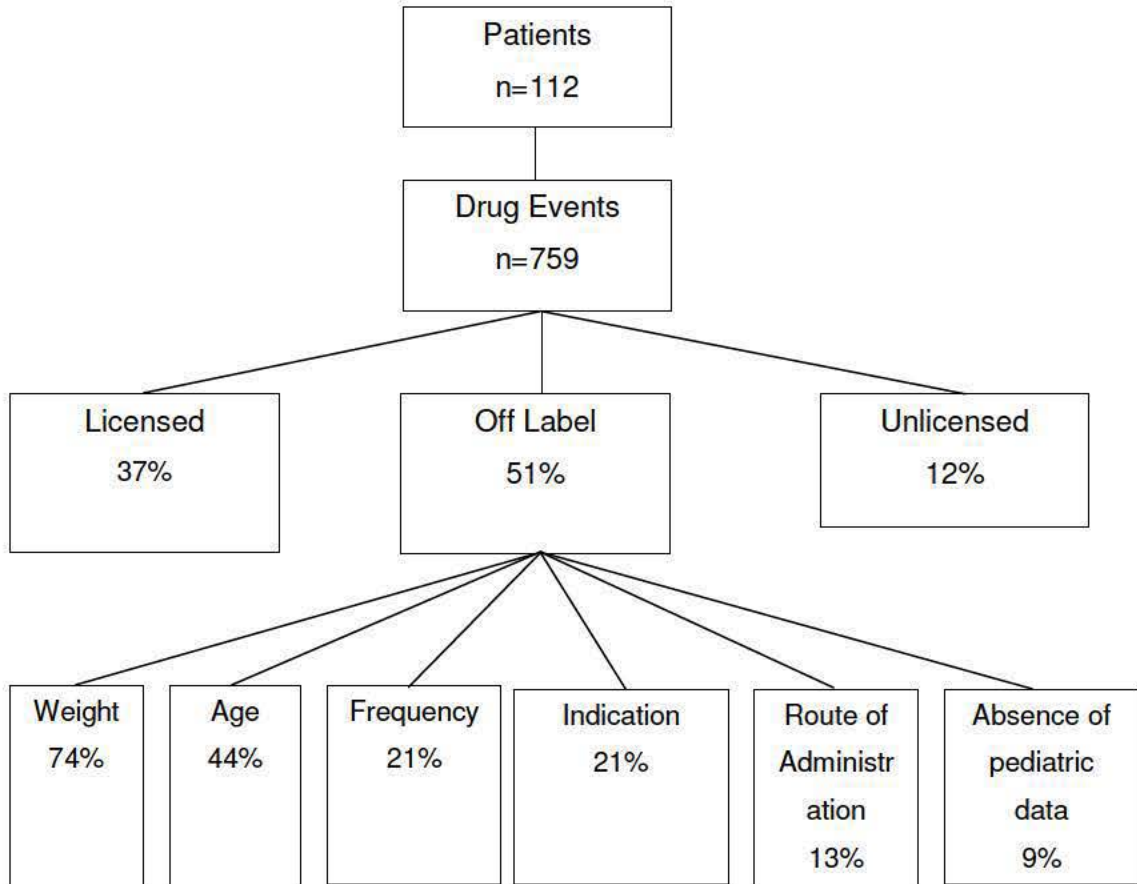 Patients
n=112
Drug Events
n=759
Licensed
37%
Off Label
51%
Unlicensed
12%
Weight
74%
Age
44%
Frequency
21%
Indication
21%
Route of
Administr
ation
13%
Absence of
pediatric
data
9%